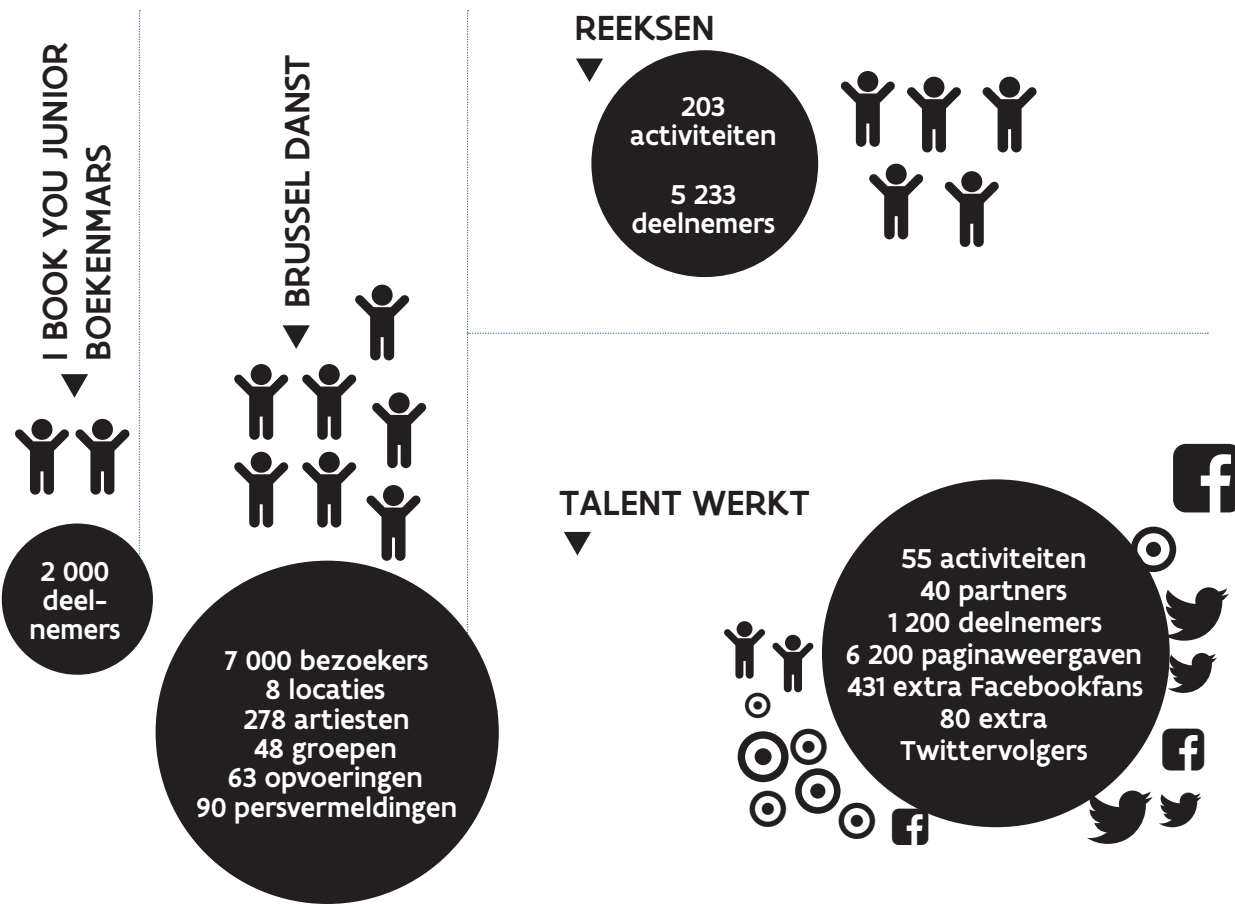 I BOOK YOU JUNIOR
BOEKENMARS
2 000
deel-
nemers
BRUSSEL DANST
7 000 bezoekers
8 locaties
278 artiesten
48 groepen
63 opvoeringen
90 persvermeldingen
REEKSEN
203
activiteiten
5 233
deelnemers
TALENT WERKT
55 activiteiten
40 partners
1 200 deelnemers
6 200 paginaweergaven
431 extra Facebookfans
80 extra
Twittervolgers